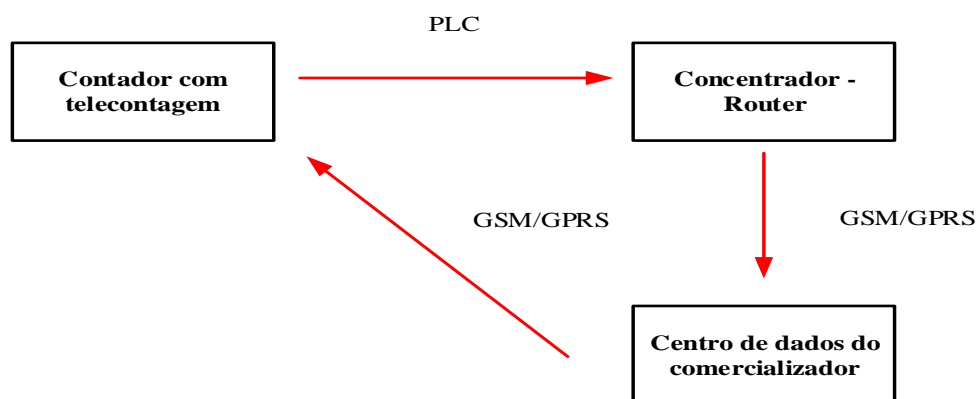 PLC
Contador com
telecontagem
Concentrador -
Router
GSM/GPRS
GSM/GPRS
Centro de dados do
comercializador